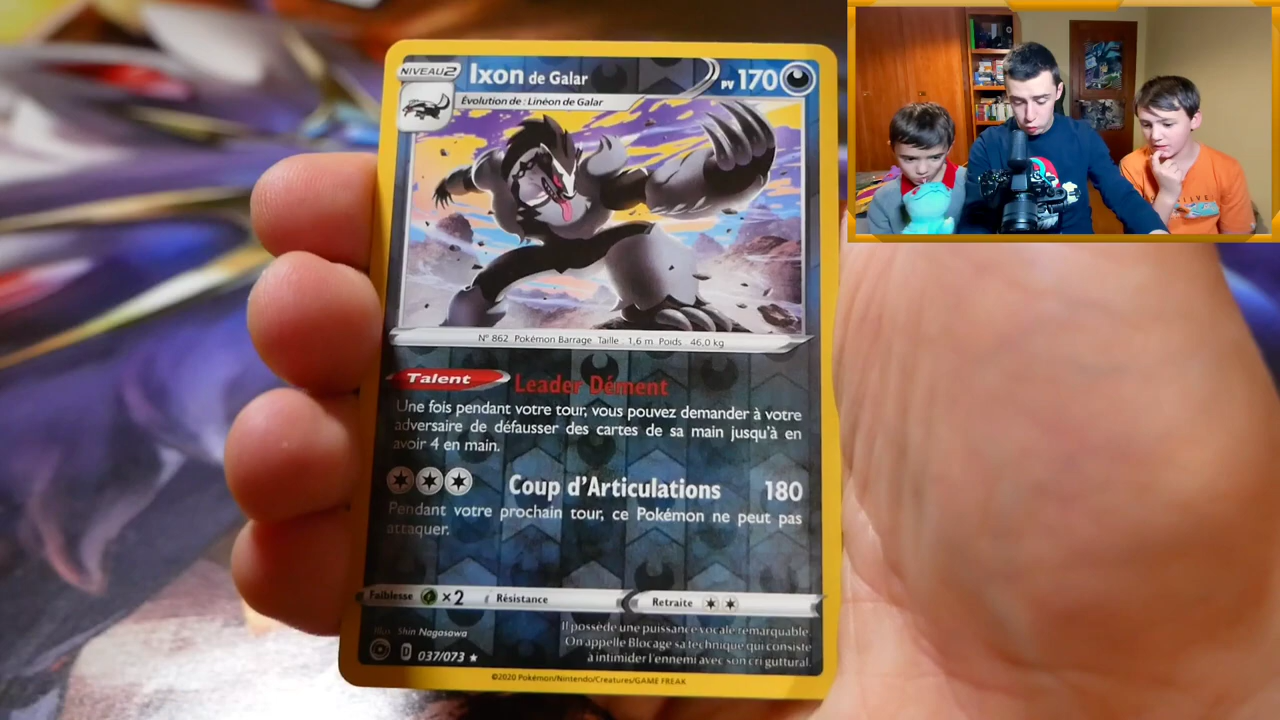 NIVEAU 2
Ixon de Galar
PV 170
Évolution de : Linéon de Galar
N° 862 Pokémon Barrage Taille : 1,6 m Poids : 46,0 kg
Talent Leader Dément
Une fois pendant votre tour, vous pouvez demander à votre
adversaire de défausser des cartes de sa main jusqu'à en
avoir 4 en main.
Coup d'Articulations 180
Pendant votre prochain tour, ce Pokémon ne peut pas
attaquer.
Faiblesse ×2 Résistance Retraite
Illus. Shin Nagasawa
D 037/073 ★
Il possède une puissance vocale remarquable.
On appelle Blocage sa technique qui consiste
à intimider l'ennemi avec son cri guttural.
©2020 Pokémon/Nintendo/Creatures/GAME FREAK